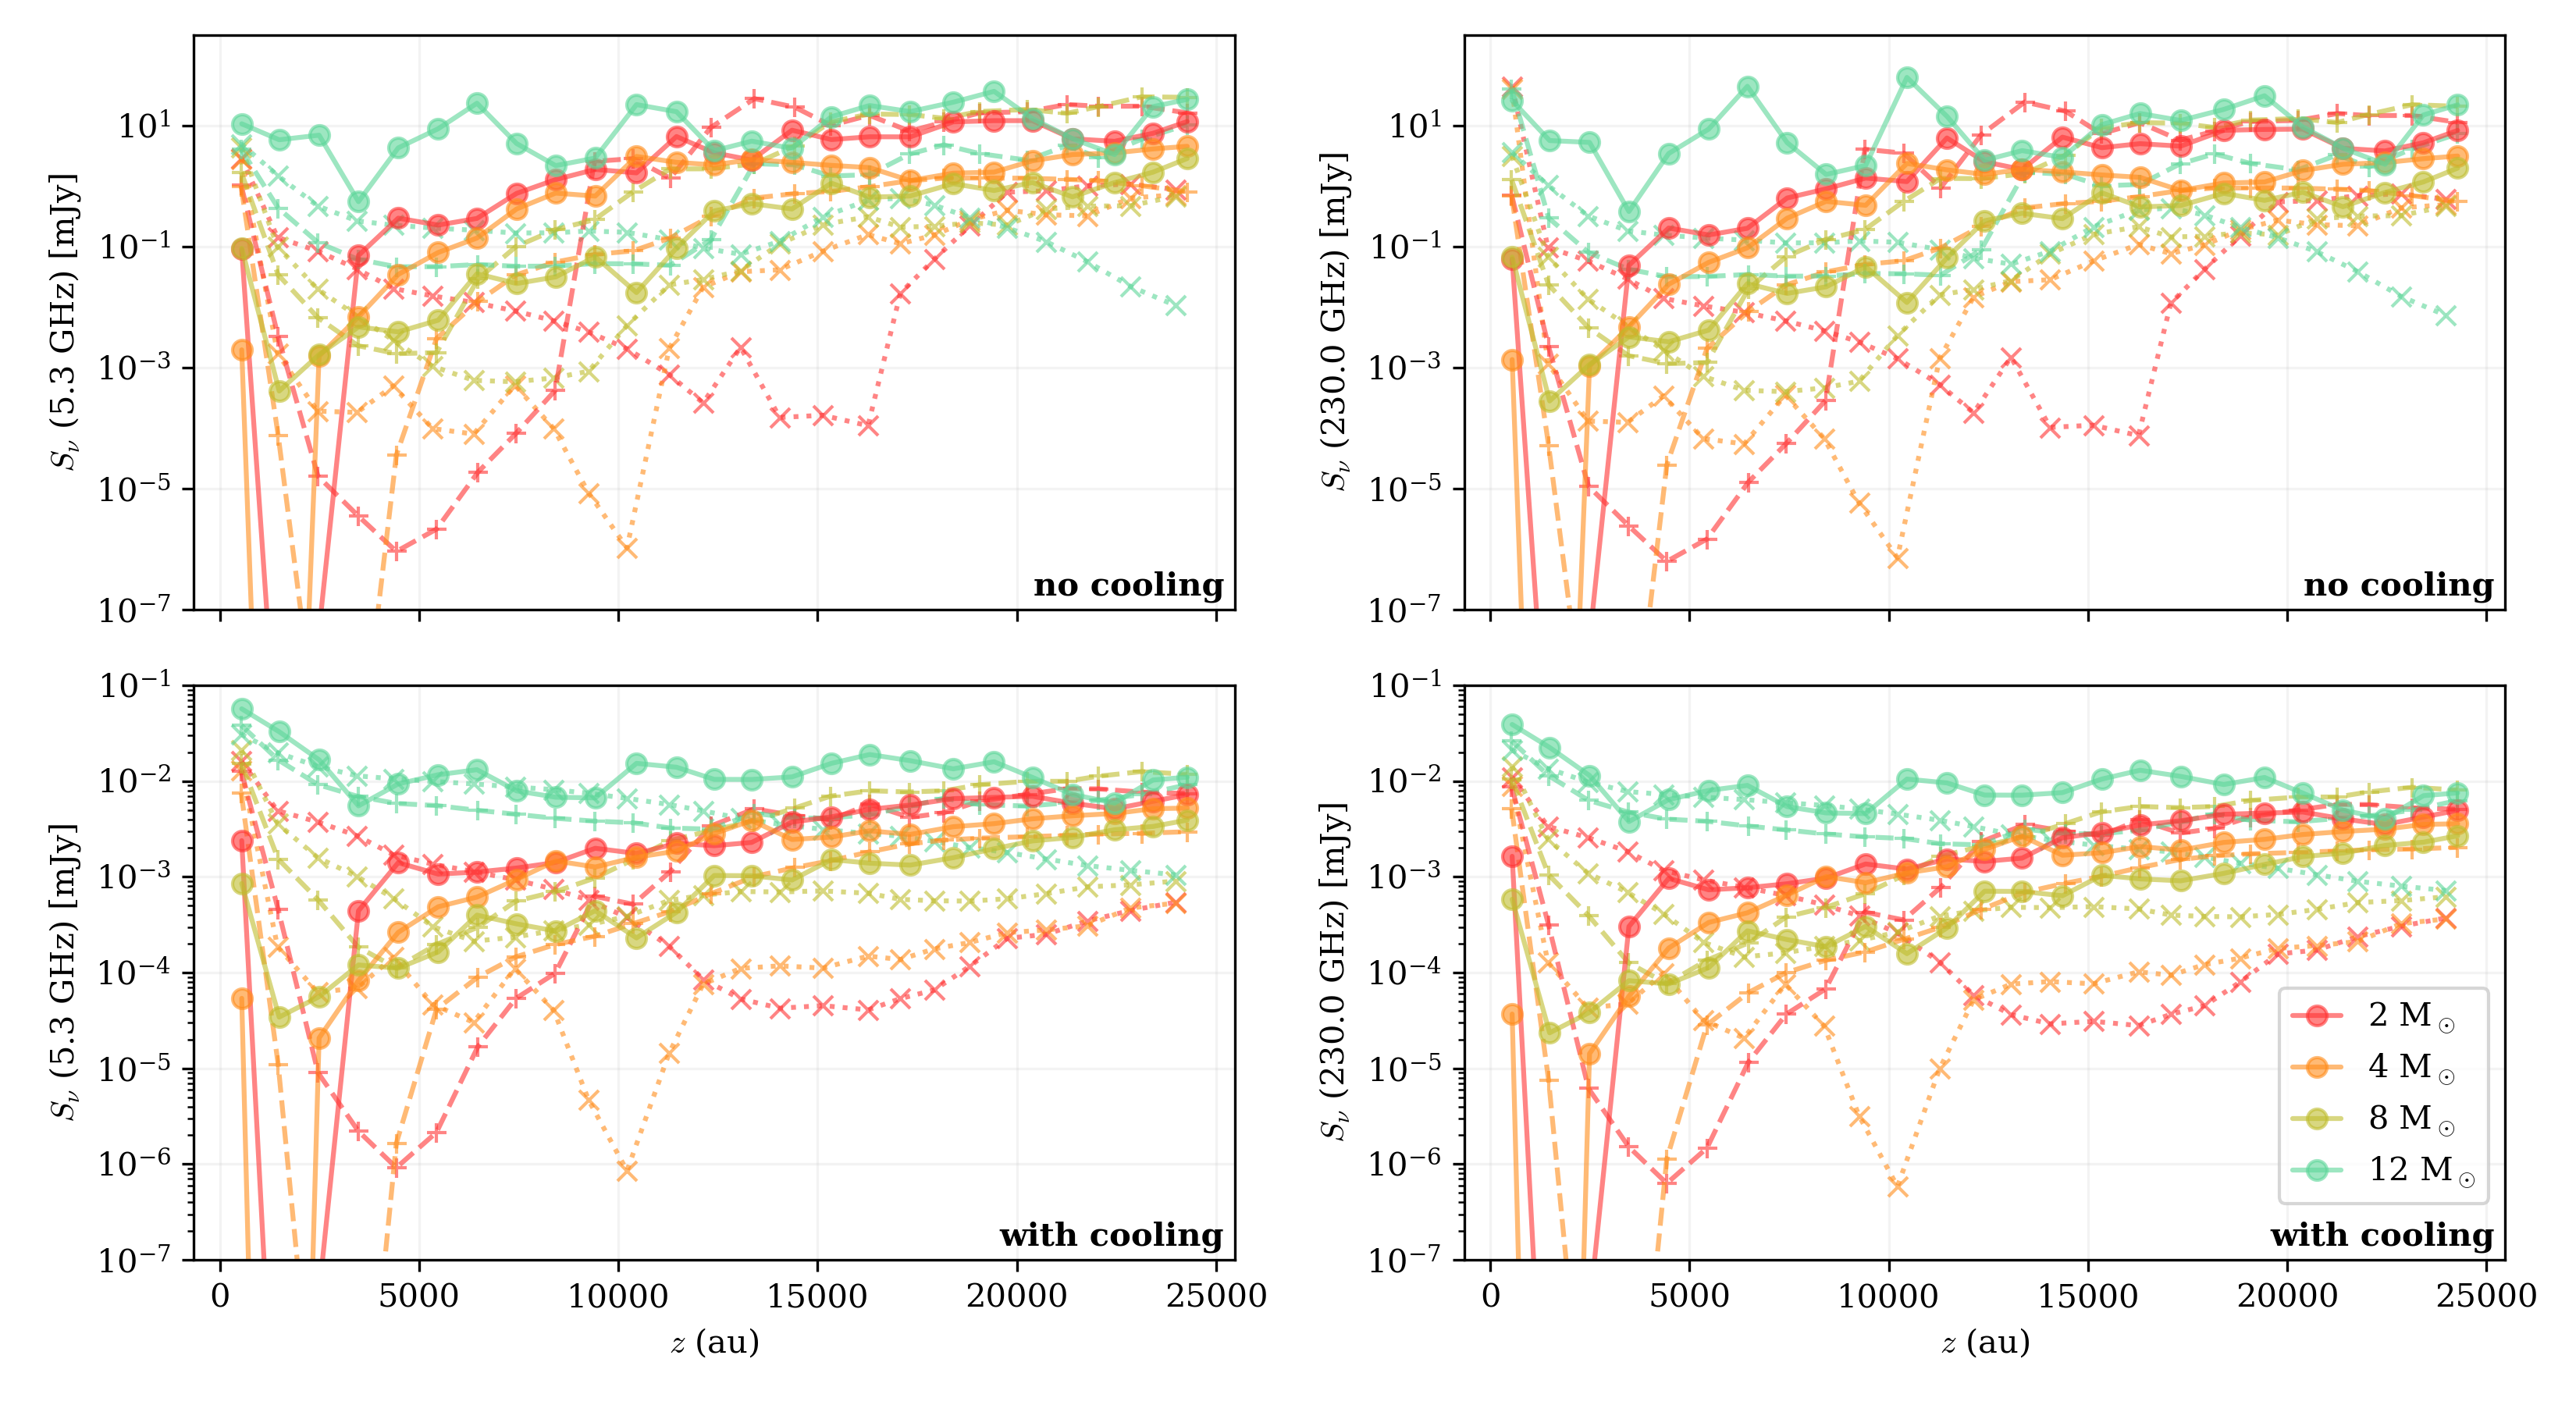 S_ν (5.3 GHz) [mJy]
10^1
10^-1
10^-3
10^-5
10^-7
no cooling
S_ν (230.0 GHz) [mJy]
10^1
10^-1
10^-3
10^-5
10^-7
no cooling
S_ν (5.3 GHz) [mJy]
10^-1
10^-2
10^-3
10^-4
10^-5
10^-6
10^-7
with cooling
0 5000 10000 15000 20000 25000
z (au)
S_ν (230.0 GHz) [mJy]
10^-1
10^-2
10^-3
10^-4
10^-5
10^-6
10^-7
2 M_⊙
4 M_⊙
8 M_⊙
12 M_⊙
with cooling
0 5000 10000 15000 20000 25000
z (au)